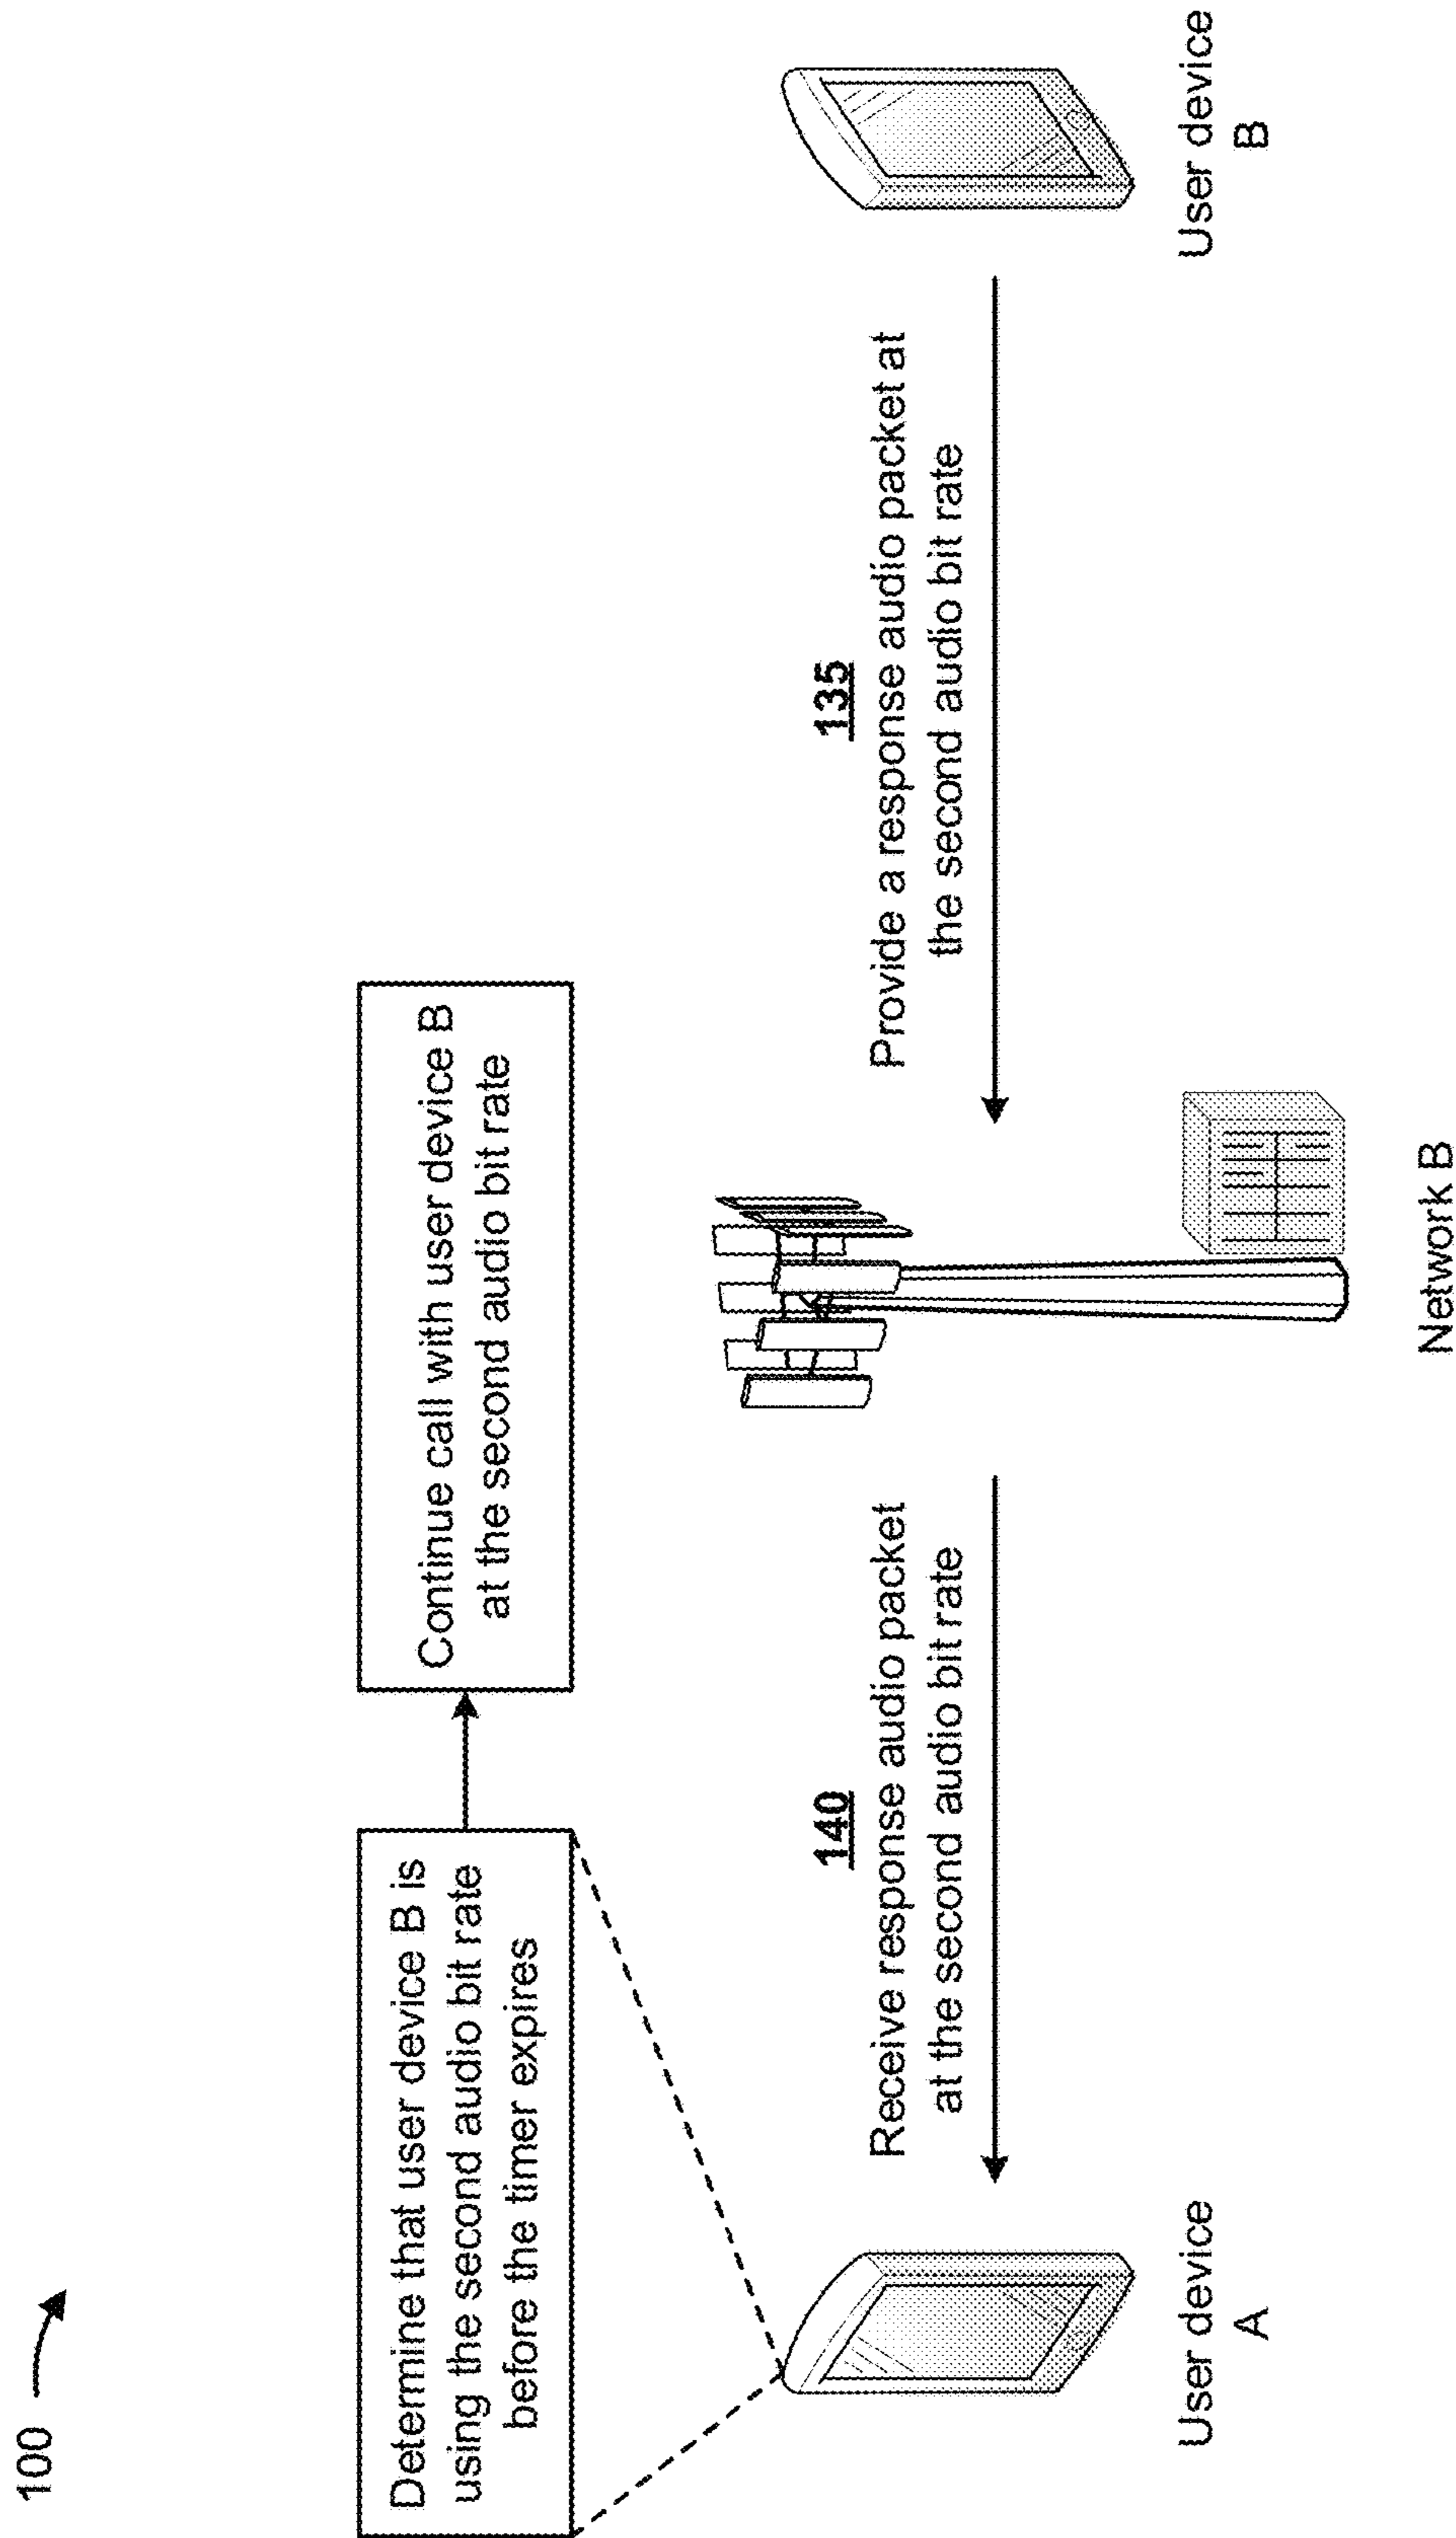 100
Determine that user device B is
using the second audio bit rate
before the timer expires
Continue call with user device B
at the second audio bit rate
140
Receive response audio packet
at the second audio bit rate
135
Provide a response audio packet at
the second audio bit rate
User device
A
Network B
User device
B